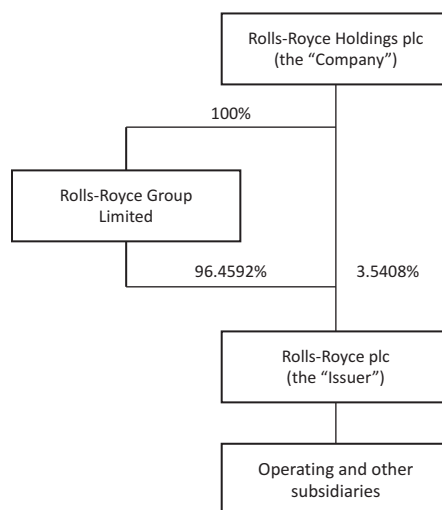 Rolls-Royce Holdings plc
(the “Company”)
100%
Rolls-Royce Group
Limited
96.4592%
3.5408%
Rolls-Royce plc
(the “Issuer”)
Operating and other
subsidiaries